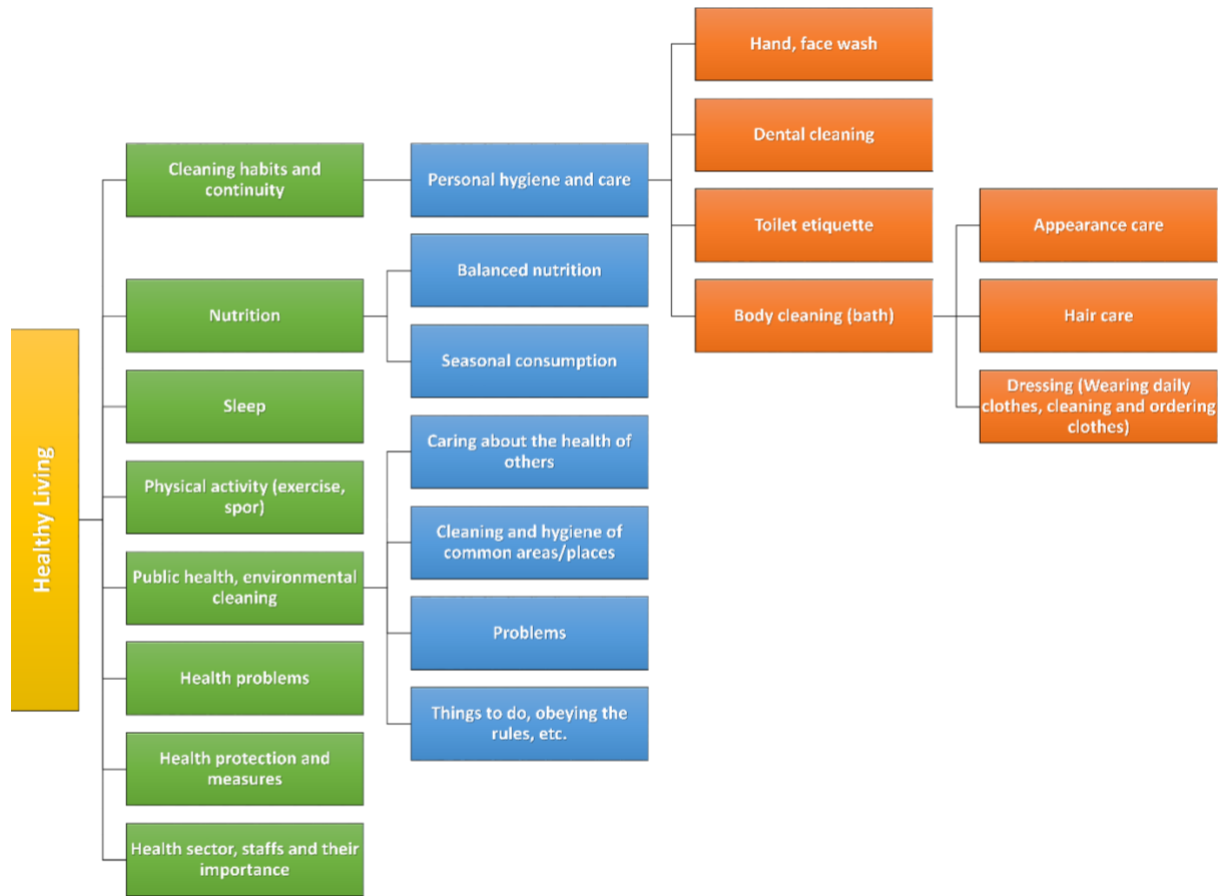 Healthy Living
Cleaning habits and
continuity
Nutrition
Sleep
Physical activity (exercise,
spor)
Public health, environmental
cleaning
Health problems
Health protection and
measures
Health sector, staffs and their
importance
Personal hygiene and care
Balanced nutrition
Seasonal consumption
Caring about the health of
others
Cleaning and hygiene of
common areas/places
Problems
Things to do, obeying the
rules, etc.
Hand, face wash
Dental cleaning
Toilet etiquette
Body cleaning (bath)
Appearance care
Hair care
Dressing (Wearing daily
clothes, cleaning and ordering
clothes)